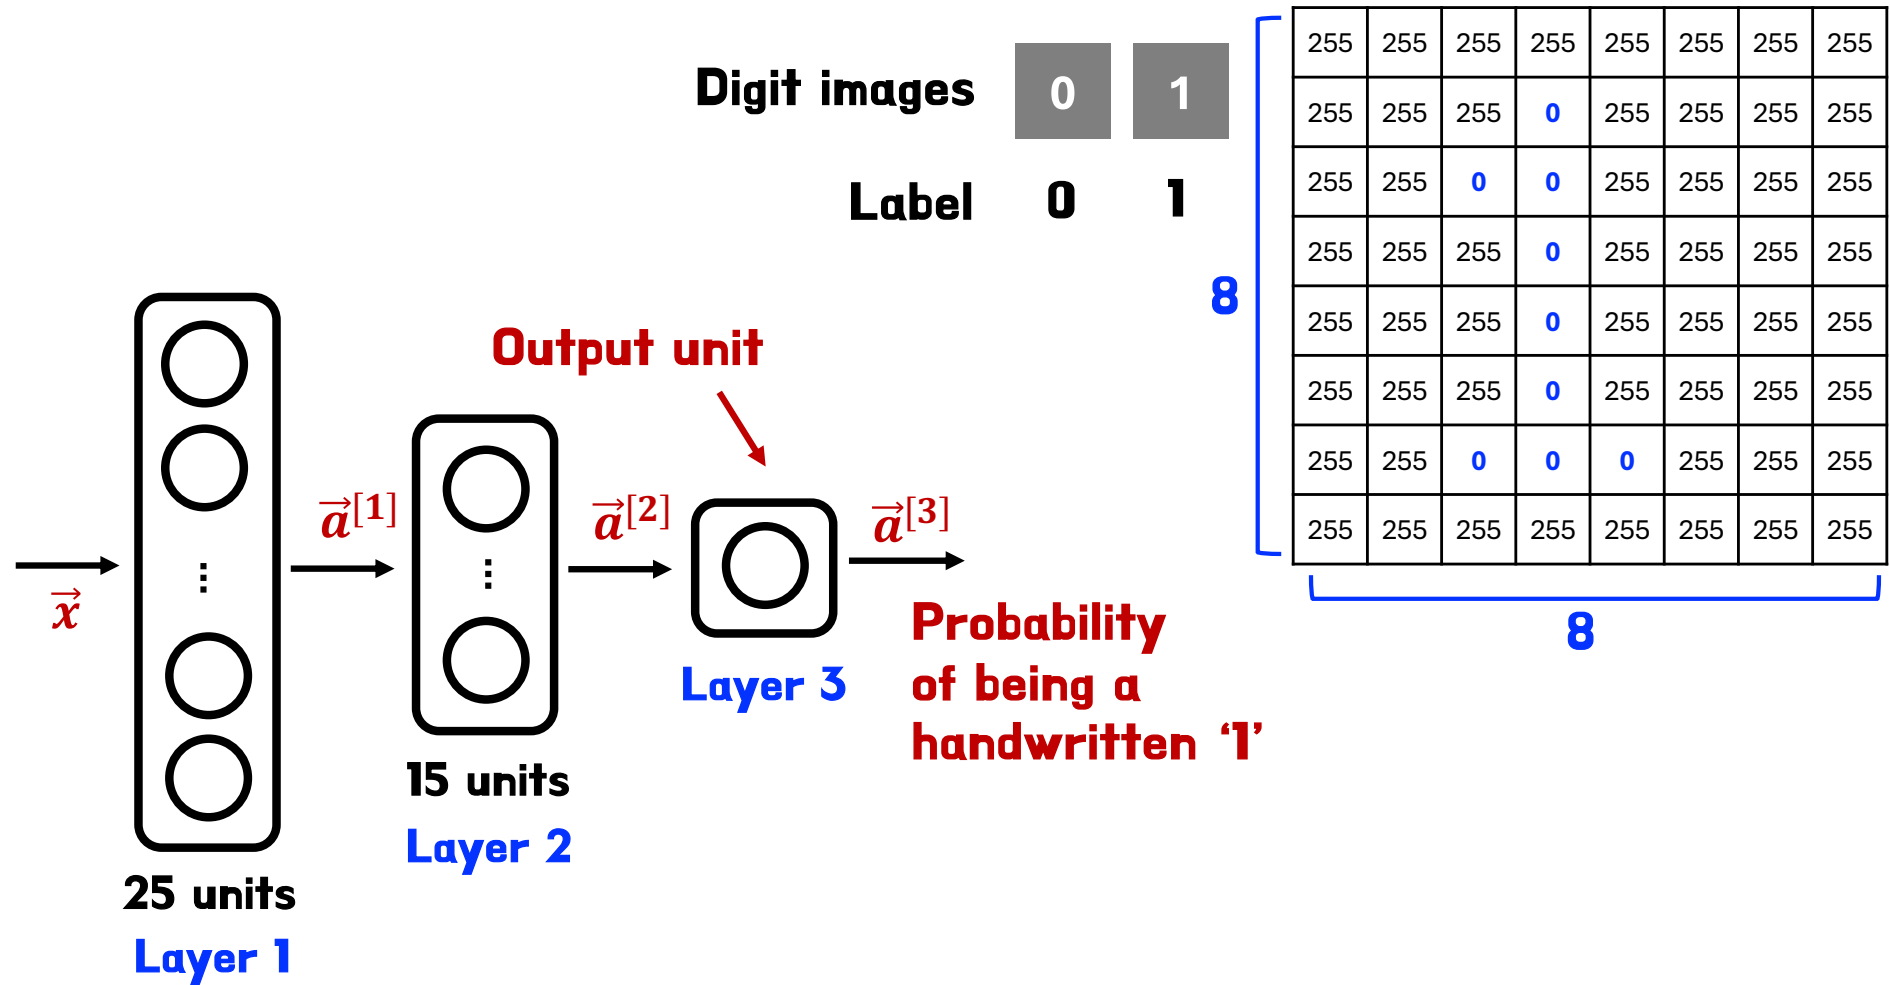 Digit images 0 1
Label 0 1
8
255 255 255 255 255 255 255 255
255 255 255 0 255 255 255 255
255 255 0 0 255 255 255 255
255 255 255 0 255 255 255 255
255 255 255 0 255 255 255 255
255 255 255 0 255 255 255 255
255 255 0 0 0 255 255 255
255 255 255 255 255 255 255 255
8
Output unit
x⃗
⋮
a⃗[1]
⋮
a⃗[2]
a⃗[3]
25 units
Layer 1
15 units
Layer 2
Layer 3
Probability
of being a
handwritten ‘1’